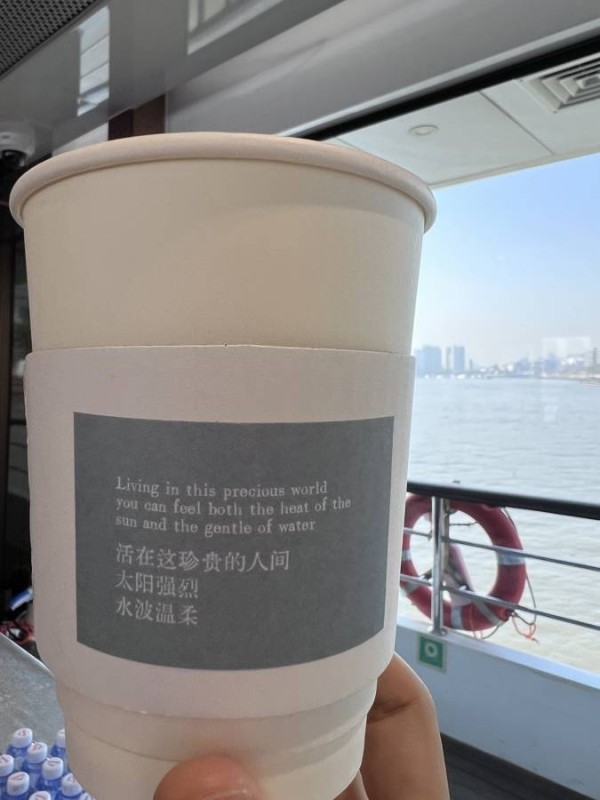 Living in this precious world
you can feel both the heat of the
sun and the gentle of water
活在这珍贵的人间
太阳强烈
水波温柔